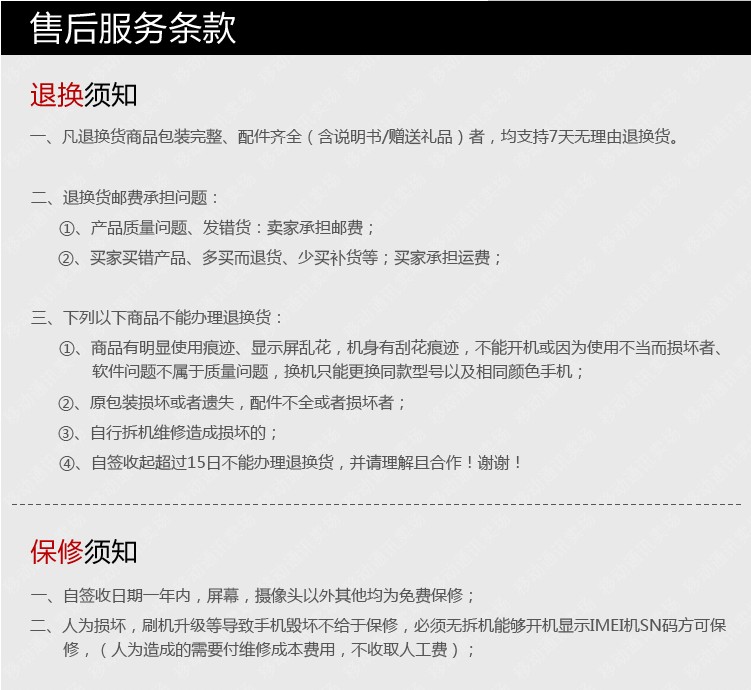 售后服务条款
退换须知
一、凡退换货商品包装完整、配件齐全（含说明书/赠送礼品）者，均支持7天无理由退换货。
二、退换货邮费承担问题：
①、产品质量问题、发错货：卖家承担邮费；
②、买家买错产品、多买而退货、少买补货等；买家承担运费；
三、下列以下商品不能办理退换货：
①、商品有明显使用痕迹、显示屏乱花，机身有刮花痕迹，不能开机或因为使用不当而损坏者、
软件问题不属于质量问题，换机只能更换同款型号以及相同颜色手机；
②、原包装损坏或者遗失，配件不全或者损坏者；
③、自行拆机维修造成损坏的；
④、自签收起超过15日不能办理退换货，并请理解且合作！谢谢！
保修须知
一、自签收日期一年内，屏幕，摄像头以外其他均为免费保修；
二、人为损坏，刷机升级等导致手机毁坏不给于保修，必须无拆机能够开机显示IMEI机SN码方可保
修，（人为造成的需要付维修成本费用，不收取人工费）；